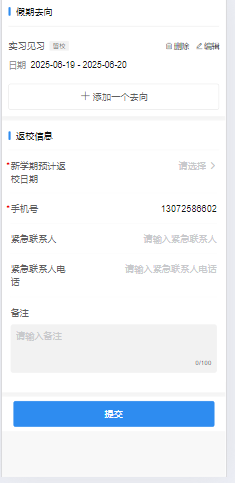 假期去向
实习见习 离校 删除 编辑
日期 2025-06-19 - 2025-06-20
+ 添加一个去向
返校信息
*新学期预计返校日期 请选择 >
*手机号 13072586602
紧急联系人 请输入紧急联系人
紧急联系人电话 请输入紧急联系人电话
备注
请输入备注
0/100
提交